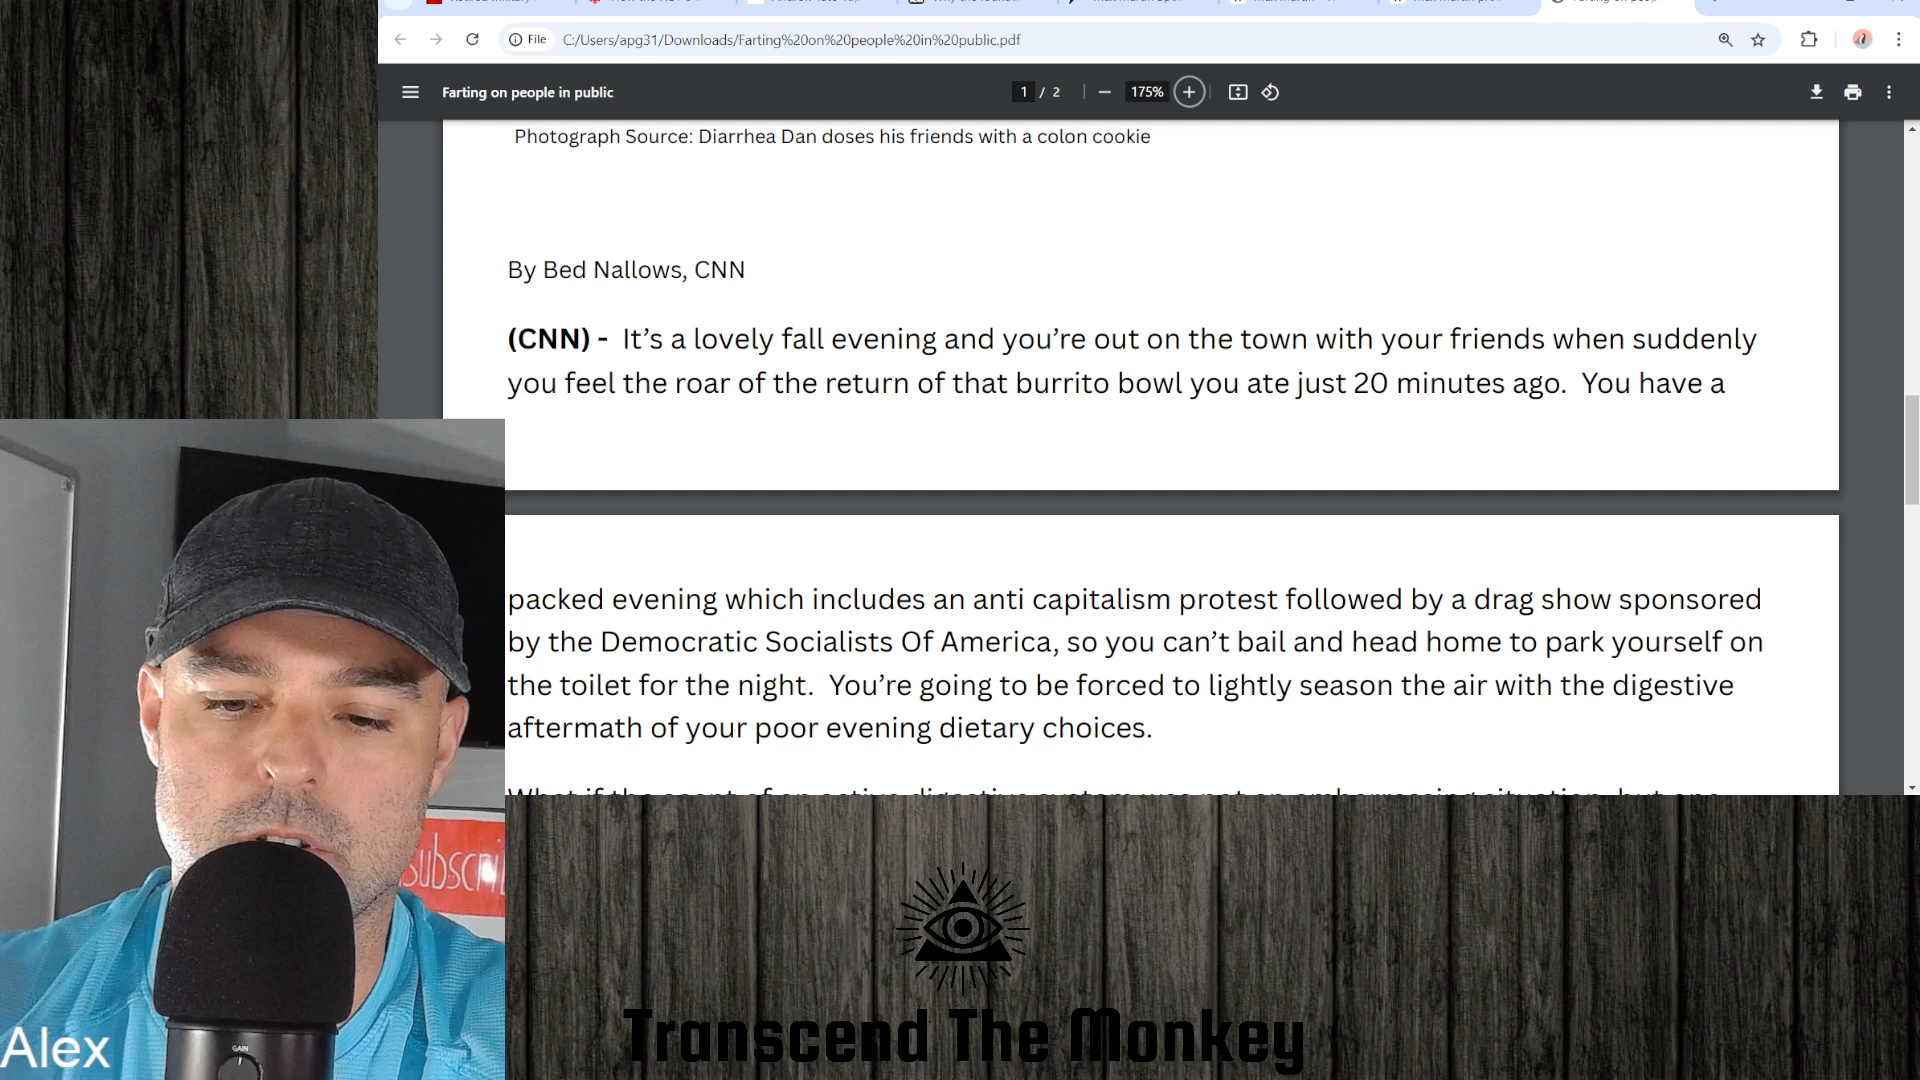 File
C:/Users/apg31/Downloads/Farting%20on%20people%20in%20public.pdf
Farting on people in public
1 / 2
175%
Photograph Source: Diarrhea Dan doses his friends with a colon cookie
By Bed Nallows, CNN
(CNN) - It’s a lovely fall evening and you’re out on the town with your friends when suddenly
you feel the roar of the return of that burrito bowl you ate just 20 minutes ago. You have a
packed evening which includes an anti capitalism protest followed by a drag show sponsored
by the Democratic Socialists Of America, so you can’t bail and head home to park yourself on
the toilet for the night. You’re going to be forced to lightly season the air with the digestive
aftermath of your poor evening dietary choices.
GAIN
Alex
Transcend The Monkey